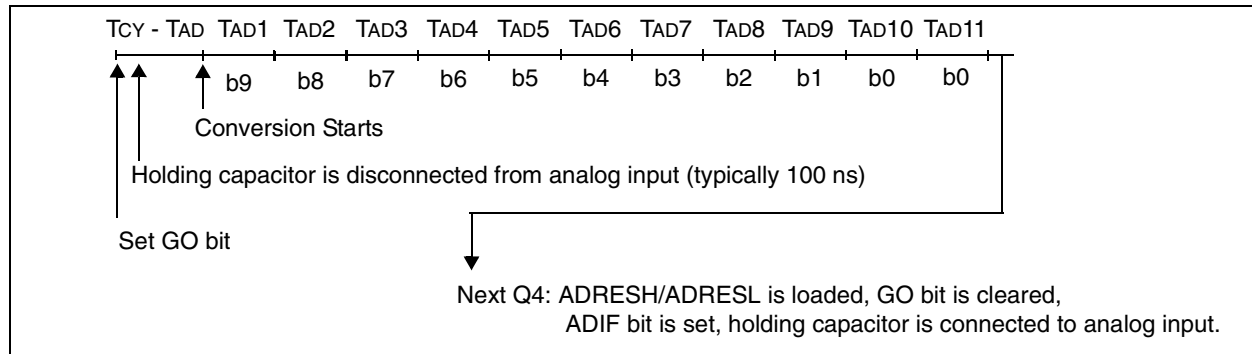 TCY - TAD TAD1 TAD2 TAD3 TAD4 TAD5 TAD6 TAD7 TAD8 TAD9 TAD10 TAD11
b9 b8 b7 b6 b5 b4 b3 b2 b1 b0 b0
Conversion Starts
Holding capacitor is disconnected from analog input (typically 100 ns)
Set GO bit
Next Q4: ADRESH/ADRESL is loaded, GO bit is cleared,
ADIF bit is set, holding capacitor is connected to analog input.